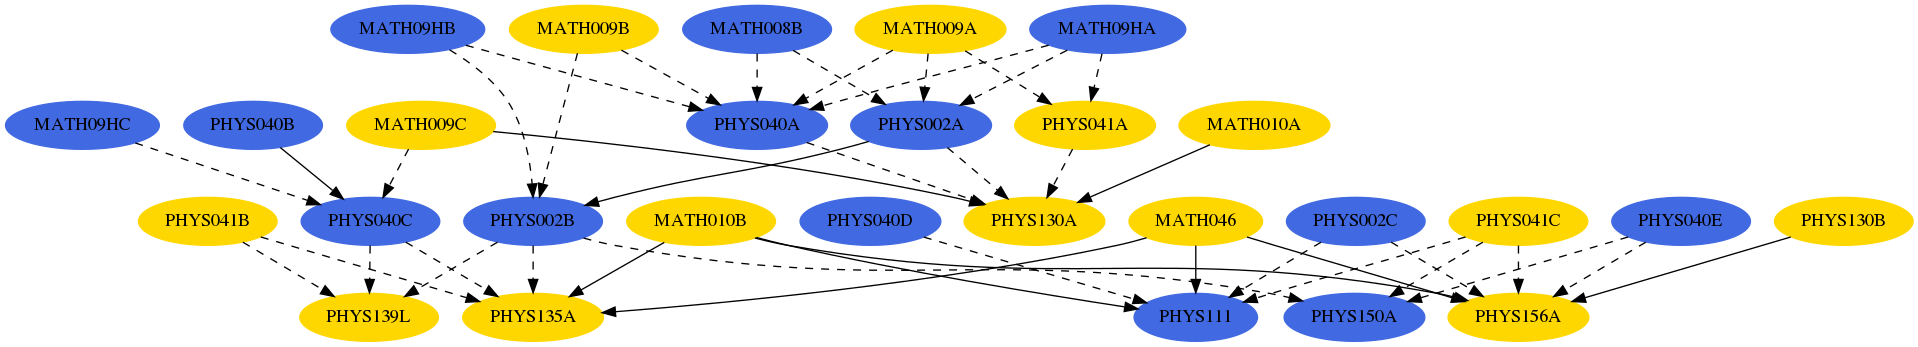 MATH09HB MATH009B MATH008B MATH009A MATH09HA
MATH09HC PHYS040B MATH009C PHYS040A PHYS002A PHYS041A MATH010A
PHYS041B PHYS040C PHYS002B MATH010B PHYS040D PHYS130A MATH046 PHYS002C PHYS041C PHYS040E PHYS130B
PHYS139L PHYS135A PHYS111 PHYS150A PHYS156A